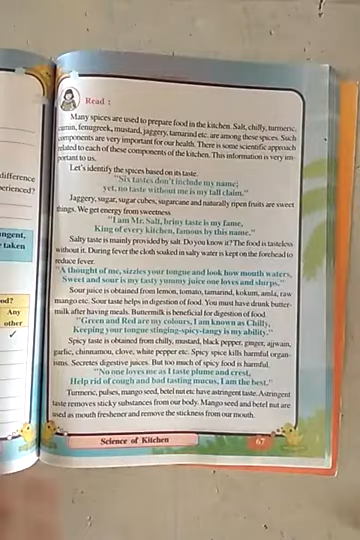 difference
perienced?
ungent,
taken
od?
Any
other
✓
Read :
Many spices are used to prepare food in the kitchen. Salt, chilly, turmeric,
cumin, fenugreek, mustard, jaggery, tamarind etc. are among these spices. Such
components are very important for our health. There is some scientific approach
related to each of these components of the kitchen. This information is very im-
portant to us.
Let's identify the spices based on its taste.
"Six tastes don't include my name;
yet, no taste without me is my tall claim."
Jaggery, sugar, sugar cubes, sugarcane and naturally ripen fruits are sweet
things. We get energy from sweetness
"I am Mr. Salt, briny taste is my fame,
King of every kitchen, famous by this name."
Salty taste is mainly provided by salt. Do you know it? The food is tasteless
without it. During fever the cloth soaked in salty water is kept on the forehead to
reduce fever.
"A thought of me, sizzles your tongue and look how mouth waters,
Sweet and sour is my tasty yummy juice one loves and slurps."
Sour juice is obtained from lemon, tomato, tamarind, kokum, amla, raw
mango etc. Sour taste helps in digestion of food. You must have drunk butter-
milk after having meals. Buttermilk is beneficial for digestion of food.
"Green and Red are my colours, I am known as Chilly,
Keeping your tongue stinging-spicy-tangy is my ability."
Spicy taste is obtained from chilly, mustard, black pepper, ginger, ajjwain,
garlic, chinnamou, clove, white pepper etc. Spicy spice kills harmful organ-
isms. Secretes digestive juices. But too much of spicy food is harmful.
"No one loves me as I taste plume and crest,
Help rid of cough and bad tasting mucus, I am the best."
Turmeric, pulses, mango seed, betel nut etc have astringent taste. Astringent
taste removes sticky substances from our body. Mango seed and betel nut are
used as mouth freshener and remove the stickness from our mouth.
Science of Kitchen
67